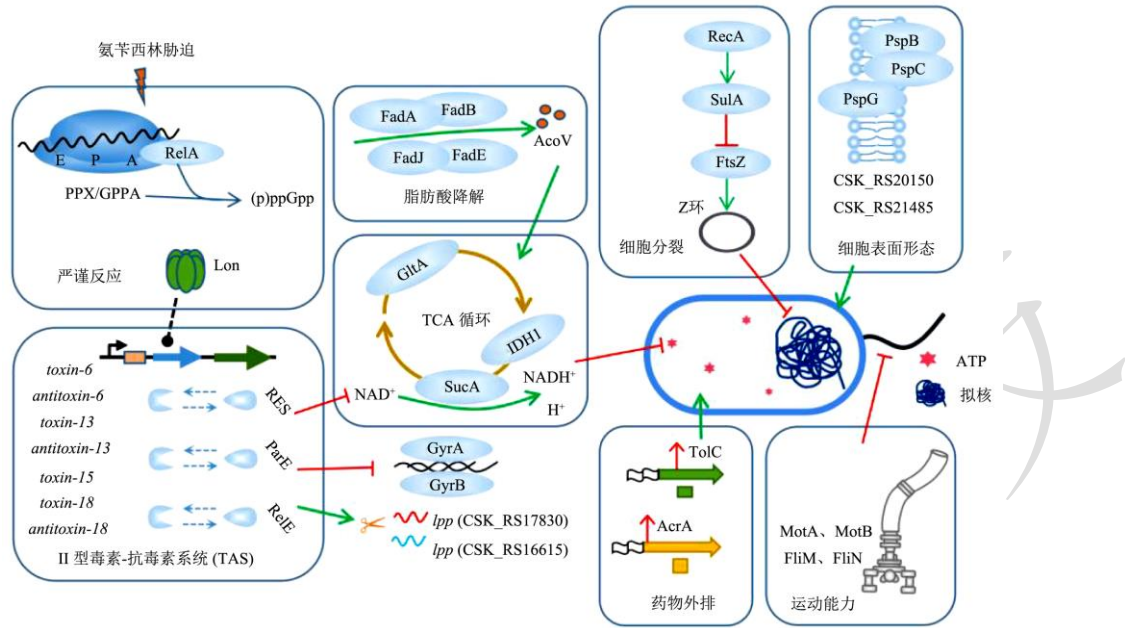 氨苄西林胁迫
E P A
RelA
PPX/GPPA
(p)ppGpp
严谨反应
Lon
FadA
FadB
AcoV
FadJ
FadE
脂肪酸降解
RecA
SulA
FtsZ
Z环
细胞分裂
PspB
PspC
PspG
CSK_RS20150
CSK_RS21485
细胞表面形态
GltA
TCA 循环
IDH1
SucA
NAD⁺
NADH⁺
H⁺
toxin-6
antitoxin-6
toxin-13
antitoxin-13
toxin-15
toxin-18
antitoxin-18
RES
ParE
RelE
II 型毒素-抗毒素系统 (TAS)
GyrA
GyrB
lpp (CSK_RS17830)
lpp (CSK_RS16615)
ATP
拟核
TolC
AcrA
药物外排
MotA、MotB
FliM、FliN
运动能力